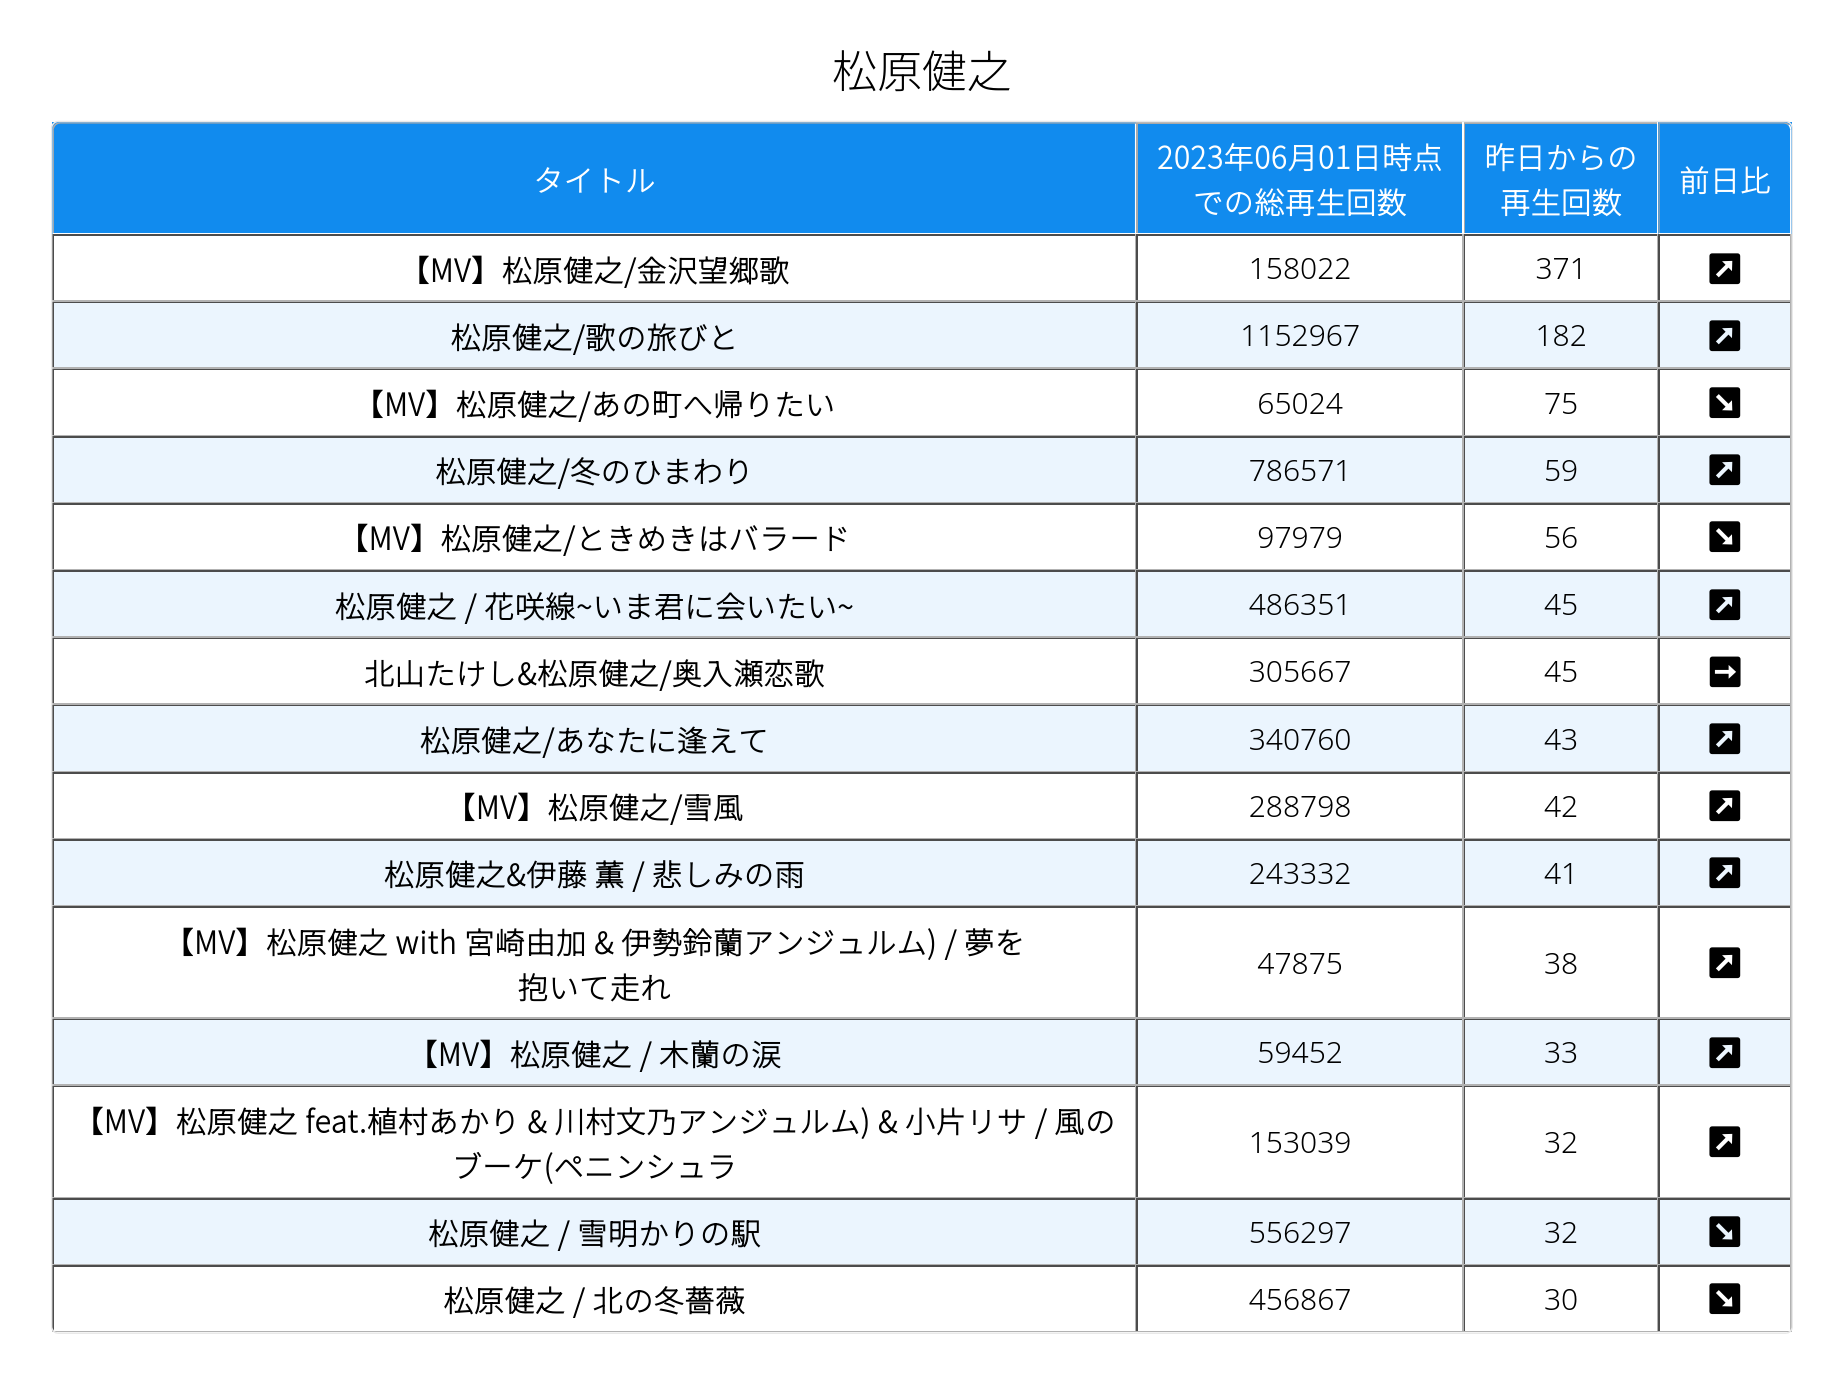 松原健之
タイトル
2023年06月01日時点
での総再生回数
昨日からの
再生回数
前日比
【MV】松原健之/金沢望郷歌 158022 371
松原健之/歌の旅びと 1152967 182
【MV】松原健之/あの町へ帰りたい 65024 75
松原健之/冬のひまわり 786571 59
【MV】松原健之/ときめきはバラード 97979 56
松原健之 / 花咲線~いま君に会いたい~ 486351 45
北山たけし&松原健之/奥入瀬恋歌 305667 45
松原健之/あなたに逢えて 340760 43
【MV】松原健之/雪風 288798 42
松原健之&伊藤 薫 / 悲しみの雨 243332 41
【MV】松原健之 with 宮崎由加 & 伊勢鈴蘭アンジュルム) / 夢を
抱いて走れ
47875 38
【MV】松原健之 / 木蘭の涙 59452 33
【MV】松原健之 feat.植村あかり & 川村文乃アンジュルム) & 小片リサ / 風の
ブーケ(ペニンシュラ
153039 32
松原健之 / 雪明かりの駅 556297 32
松原健之 / 北の冬薔薇 456867 30